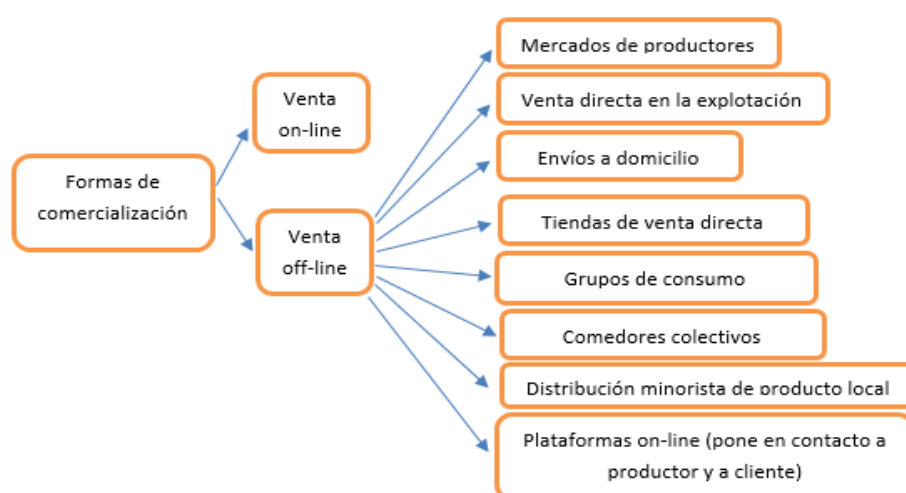 Formas de
comercialización
Venta
on-line
Venta
off-line
Mercados de productores
Venta directa en la explotación
Envíos a domicilio
Tiendas de venta directa
Grupos de consumo
Comedores colectivos
Distribución minorista de producto local
Plataformas on-line (pone en contacto a
productor y a cliente)